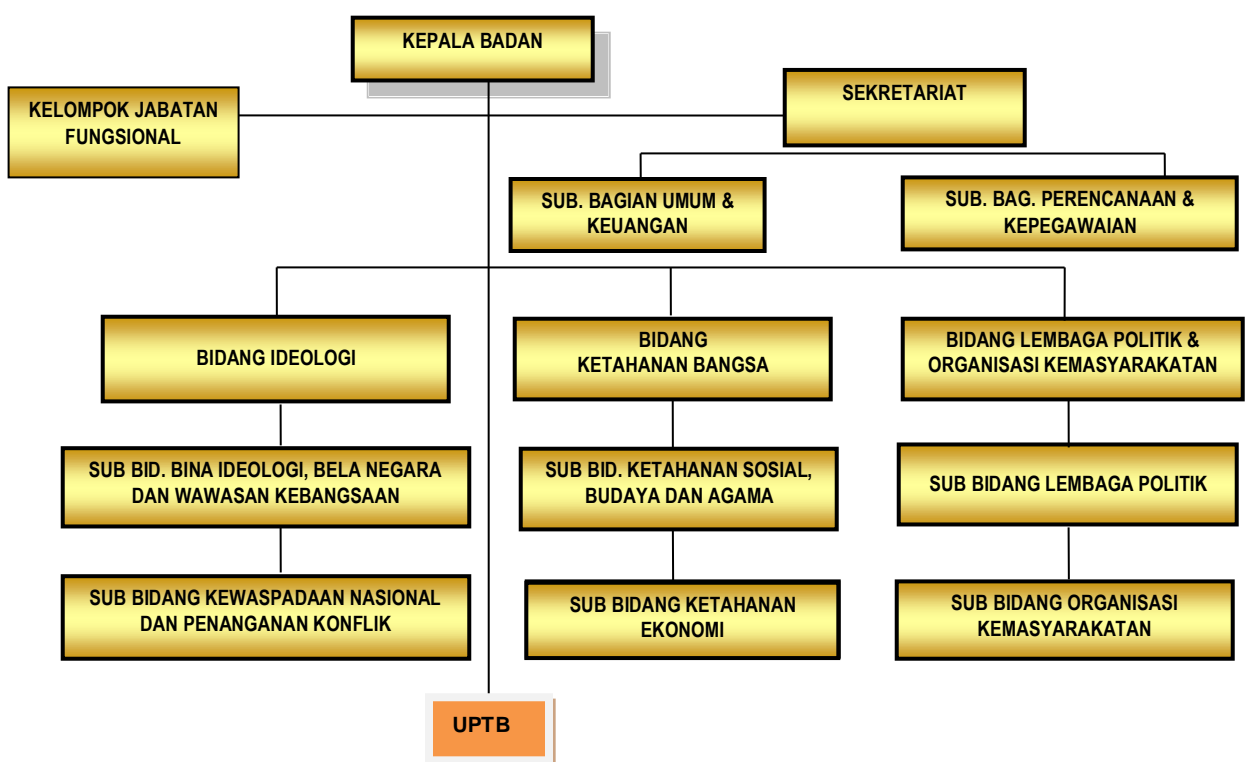 KEPALA BADAN
KELOMPOK JABATAN
FUNGSIONAL
SEKRETARIAT
SUB. BAGIAN UMUM &
KEUANGAN
SUB. BAG. PERENCANAAN &
KEPEGAWAIAN
BIDANG IDEOLOGI
BIDANG
KETAHANAN BANGSA
BIDANG LEMBAGA POLITIK &
ORGANISASI KEMASYARAKATAN
SUB BID. BINA IDEOLOGI, BELA NEGARA
DAN WAWASAN KEBANGSAAN
SUB BID. KETAHANAN SOSIAL,
BUDAYA DAN AGAMA
SUB BIDANG LEMBAGA POLITIK
SUB BIDANG KEWASPADAAN NASIONAL
DAN PENANGANAN KONFLIK
SUB BIDANG KETAHANAN
EKONOMI
SUB BIDANG ORGANISASI
KEMASYARAKATAN
UPTB